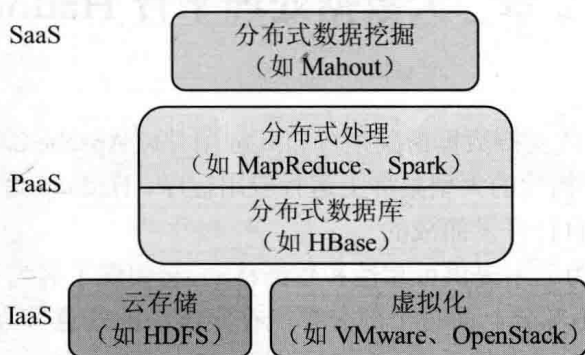 SaaS
分布式数据挖掘
（如 Mahout）
分布式处理
（如 MapReduce、Spark）
PaaS
分布式数据库
（如 HBase）
IaaS
云存储
（如 HDFS）
虚拟化
（如 VMware、OpenStack）